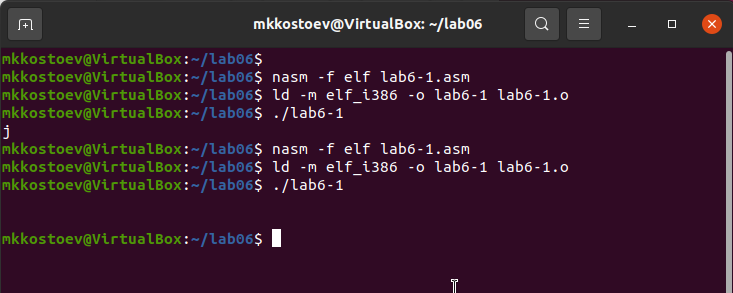 mkkostoev@VirtualBox: ~/lab06
mkkostoev@VirtualBox:~/lab06$
mkkostoev@VirtualBox:~/lab06$ nasm -f elf lab6-1.asm
mkkostoev@VirtualBox:~/lab06$ ld -m elf_i386 -o lab6-1 lab6-1.o
mkkostoev@VirtualBox:~/lab06$ ./lab6-1
j
mkkostoev@VirtualBox:~/lab06$ nasm -f elf lab6-1.asm
mkkostoev@VirtualBox:~/lab06$ ld -m elf_i386 -o lab6-1 lab6-1.o
mkkostoev@VirtualBox:~/lab06$ ./lab6-1
mkkostoev@VirtualBox:~/lab06$